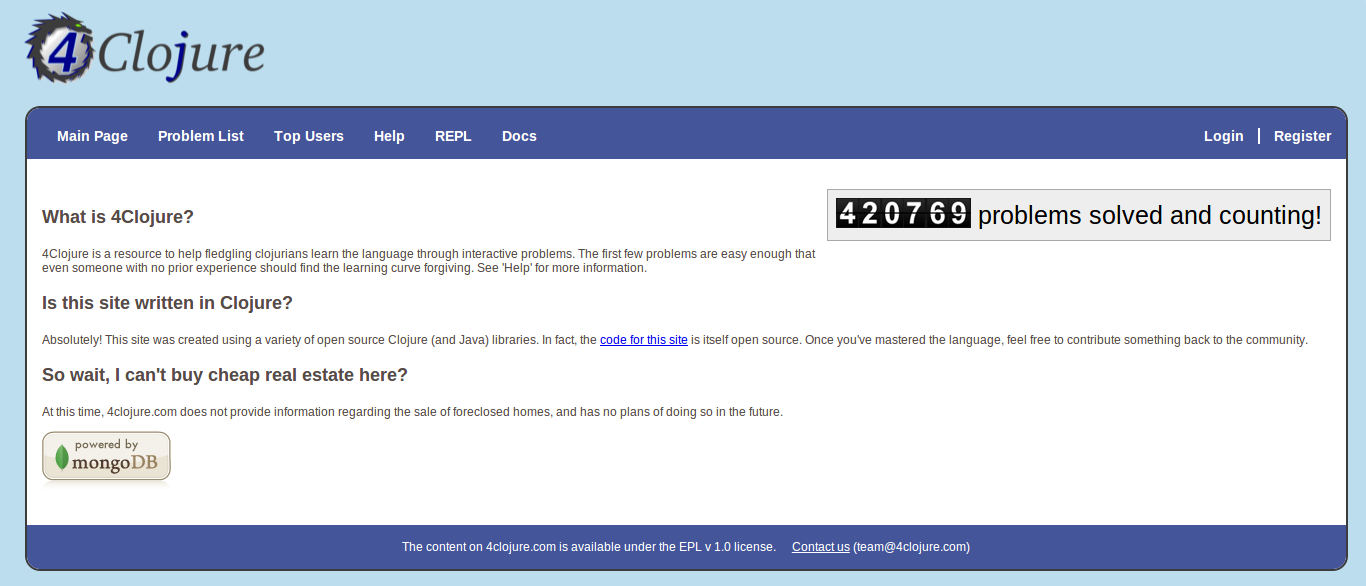 4Clojure
Main Page Problem List Top Users Help REPL Docs Login Register
420769 problems solved and counting!
What is 4Clojure?
4Clojure is a resource to help fledgling clojurians learn the language through interactive problems. The first few problems are easy enough that
even someone with no prior experience should find the learning curve forgiving. See 'Help' for more information.
Is this site written in Clojure?
Absolutely! This site was created using a variety of open source Clojure (and Java) libraries. In fact, the code for this site is itself open source. Once you've mastered the language, feel free to contribute something back to the community.
So wait, I can't buy cheap real estate here?
At this time, 4clojure.com does not provide information regarding the sale of foreclosed homes, and has no plans of doing so in the future.
powered by
mongoDB
The content on 4clojure.com is available under the EPL v 1.0 license. Contact us (team@4clojure.com)